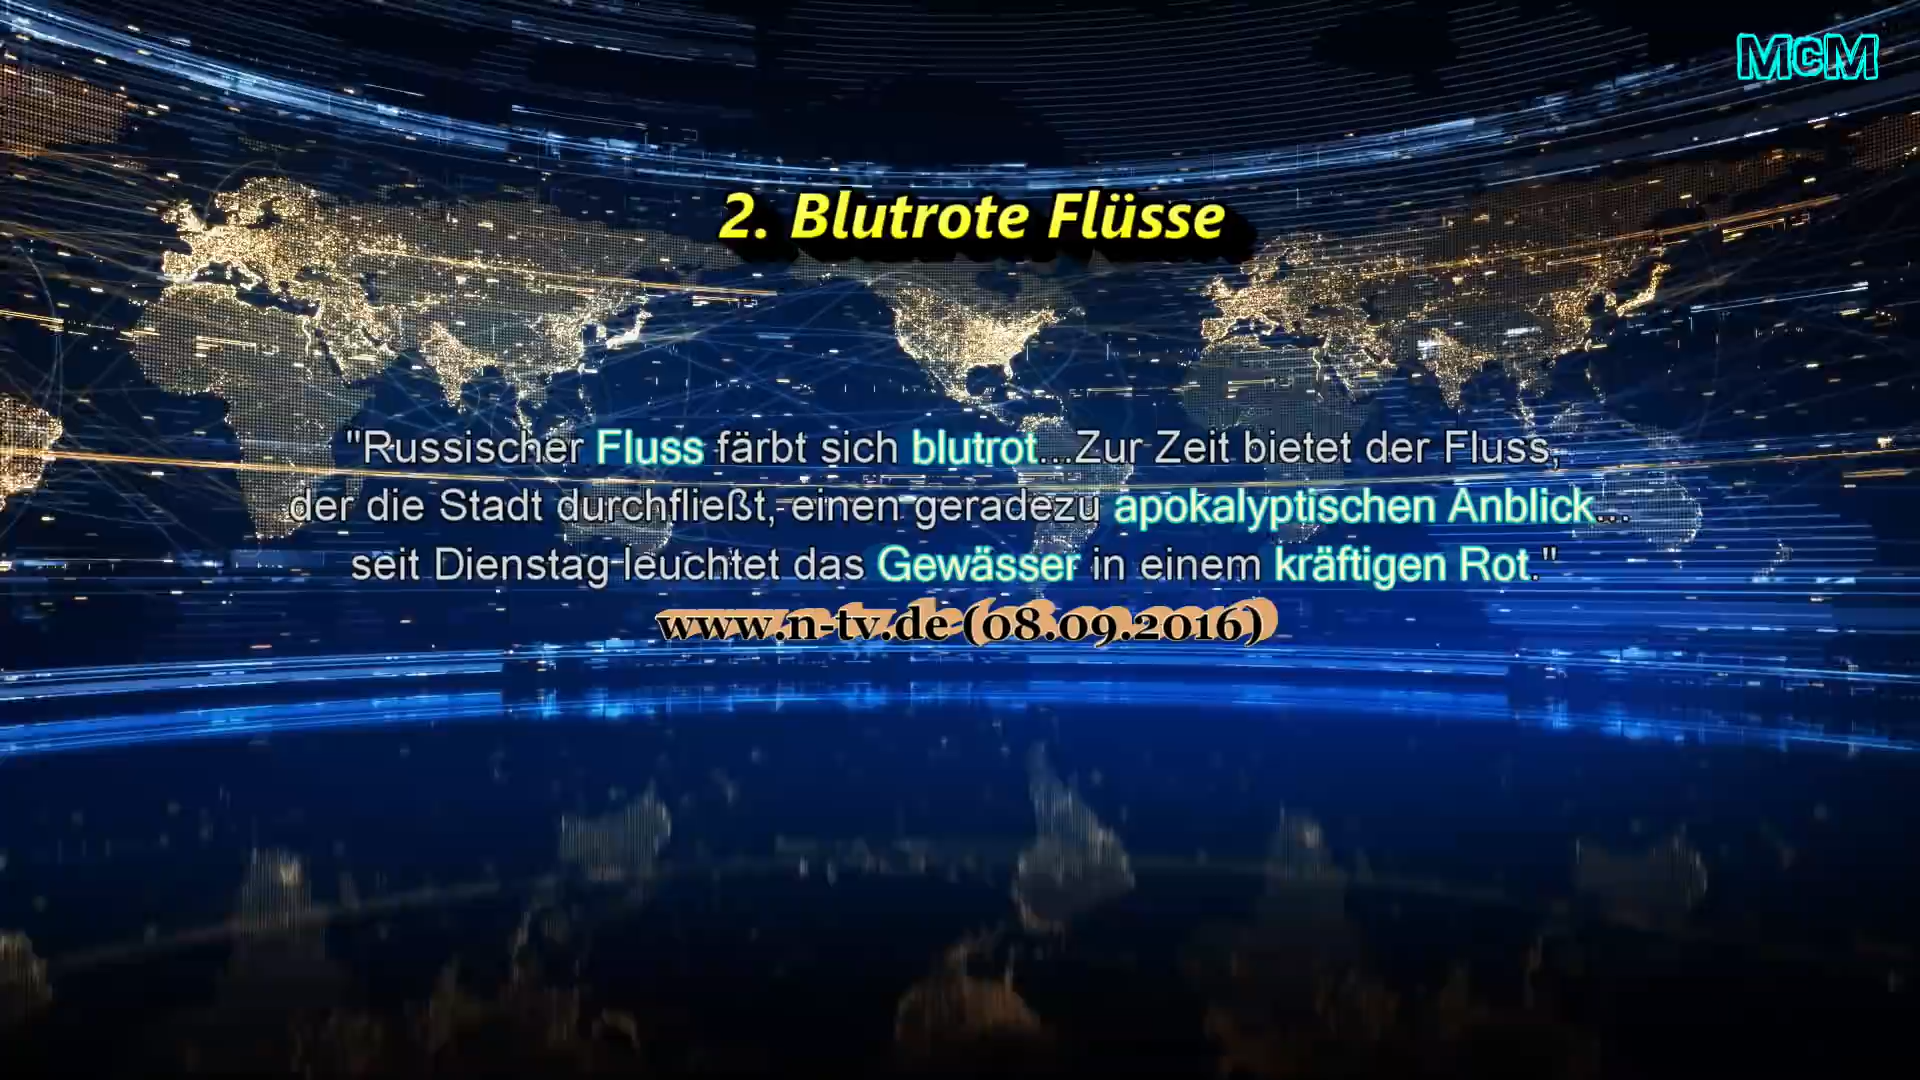 McM
2. Blutrote Flüsse
"Russischer Fluss färbt sich blutrot...Zur Zeit bietet der Fluss,
der die Stadt durchfließt, einen geradezu apokalyptischen Anblick...
seit Dienstag leuchtet das Gewässer in einem kräftigen Rot."
www.n-tv.de (08.09.2016)